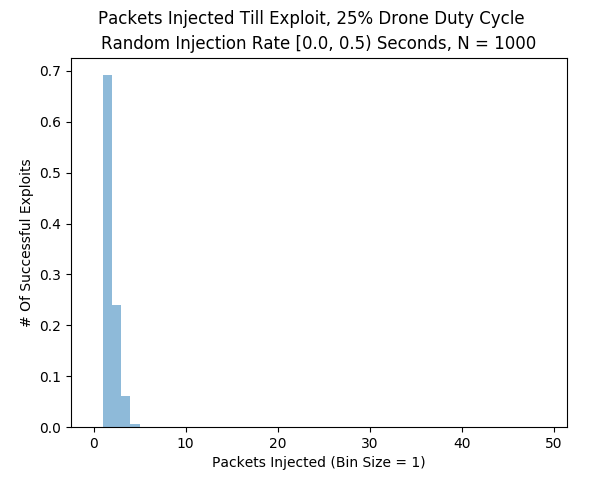 Packets Injected Till Exploit, 25% Drone Duty Cycle
Random Injection Rate [0.0, 0.5) Seconds, N = 1000
# Of Successful Exploits
0.7
0.6
0.5
0.4
0.3
0.2
0.1
0.0
0 10 20 30 40 50
Packets Injected (Bin Size = 1)